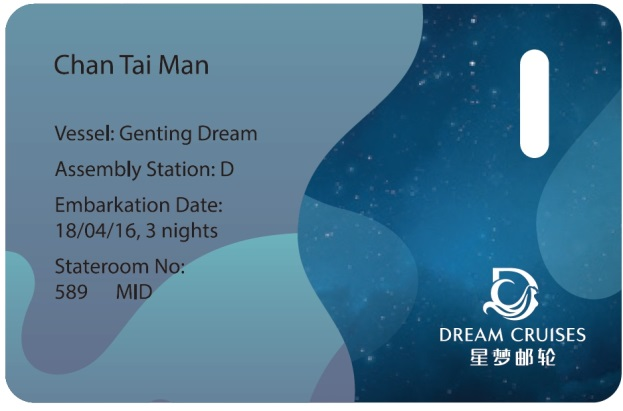 Chan Tai Man
Vessel: Genting Dream
Assembly Station: D
Embarkation Date:
18/04/16, 3 nights
Stateroom No:
589 MID
DREAM CRUISES
星梦邮轮